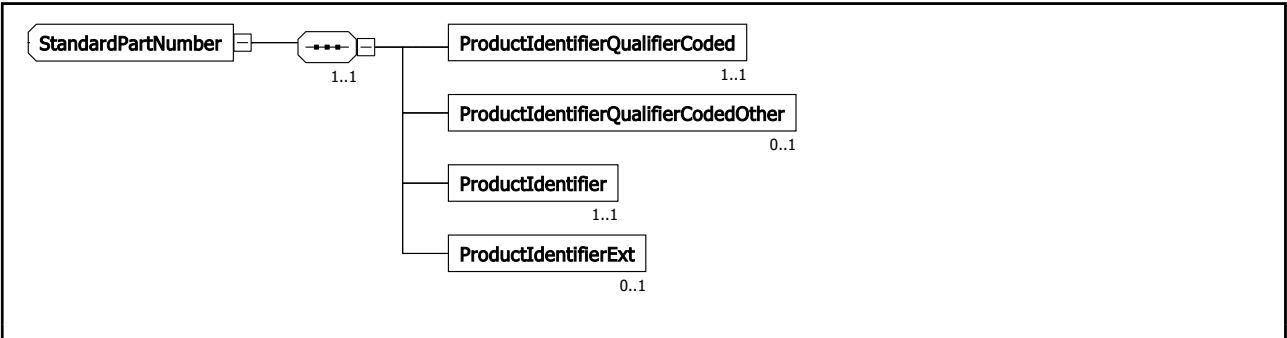 StandardPartNumber
1..1
ProductIdentifierQualifierCoded
1..1
ProductIdentifierQualifierCodedOther
0..1
ProductIdentifier
1..1
ProductIdentifierExt
0..1